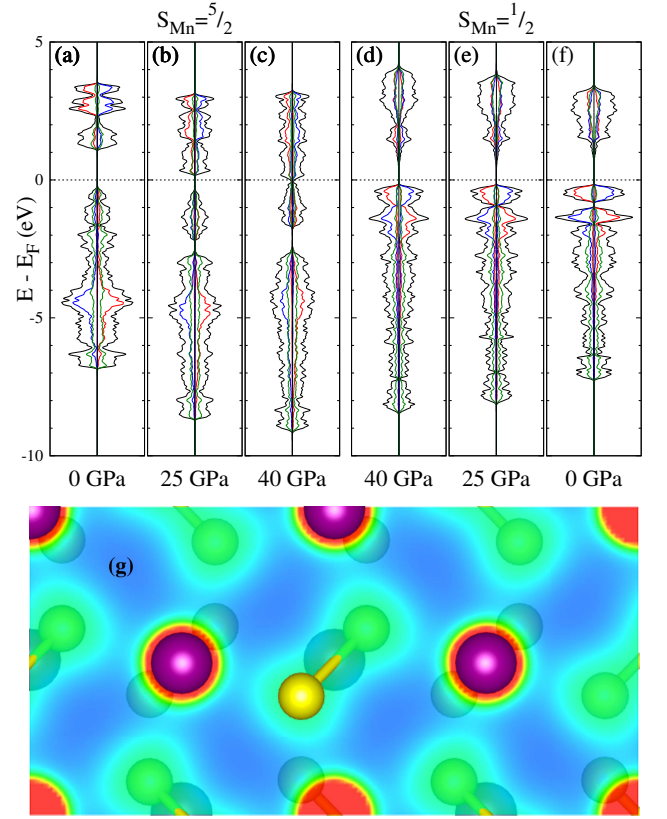 S_Mn=⁵/₂ S_Mn=¹/₂
5
(a) (b) (c) (d) (e) (f)
0
E - E_F (eV)
-5
-10
0 GPa 25 GPa 40 GPa 40 GPa 25 GPa 0 GPa
(g)